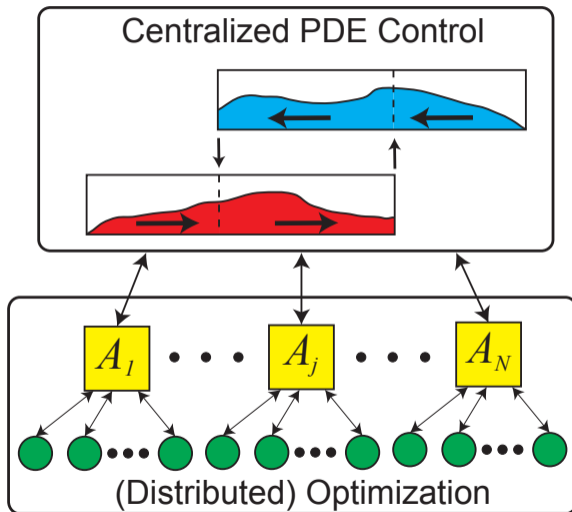 Centralized PDE Control
A1 Aj AN
(Distributed) Optimization